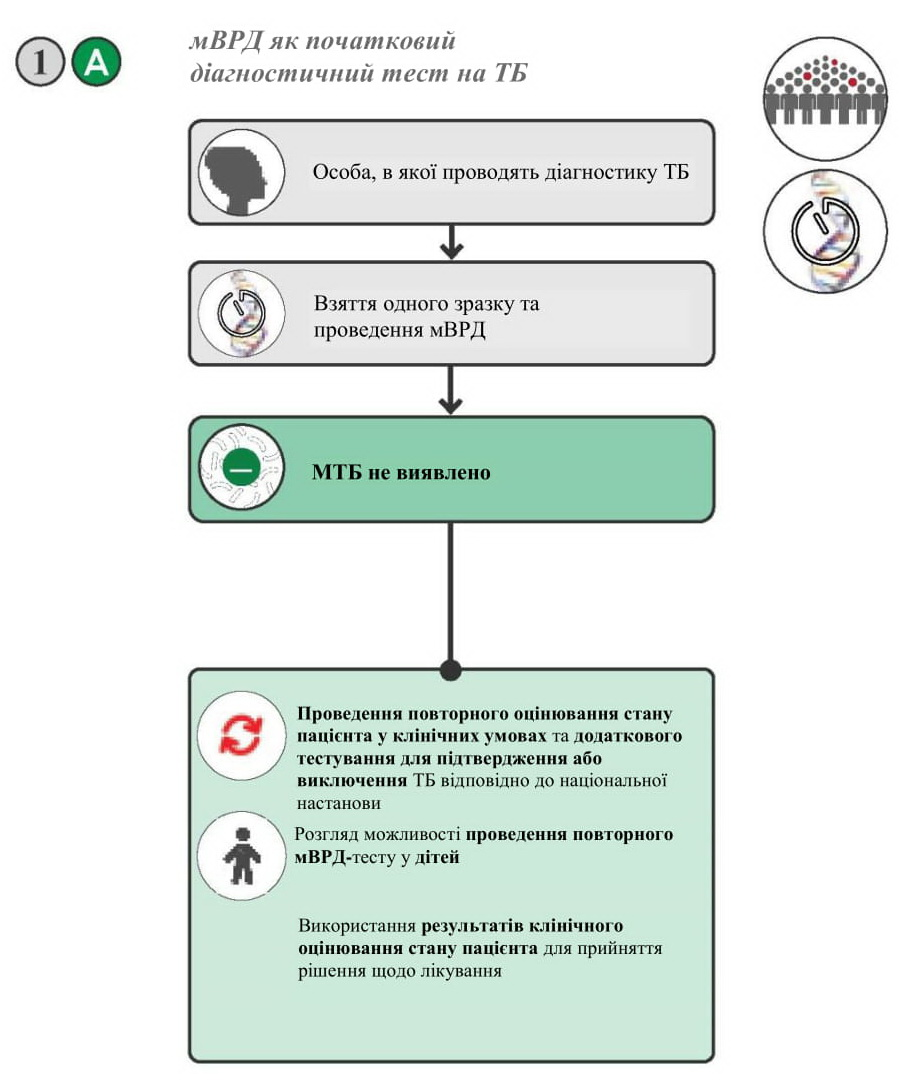 1 A
мВРД як початковий
діагностичний тест на ТБ
Особа, в якої проводять діагностику ТБ
Взяття одного зразку та
проведення мВРД
МТБ не виявлено
Проведення повторного оцінювання стану
пацієнта у клінічних умовах та додаткового
тестування для підтвердження або
виключення ТБ відповідно до національної
настанови
Розгляд можливості проведення повторного
мВРД-тесту у дітей
Використання результатів клінічного
оцінювання стану пацієнта для прийняття
рішення щодо лікування